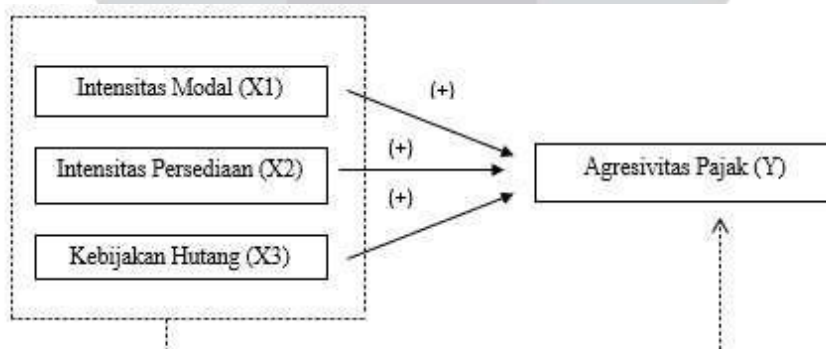 Intensitas Modal (X1)
(+)
Intensitas Persediaan (X2)
(+)
Agresivitas Pajak (Y)
(+)
Kebijakan Hutang (X3)